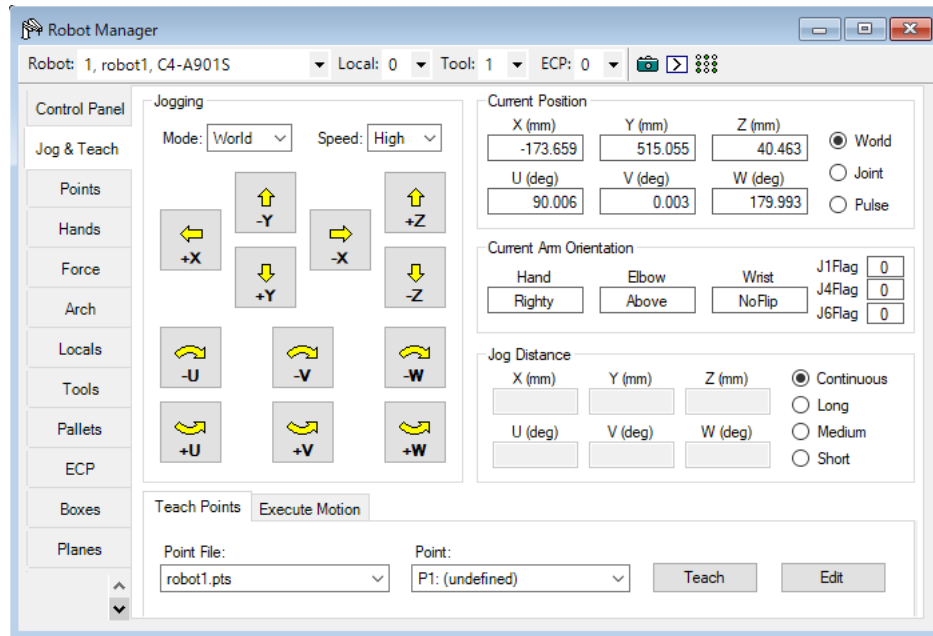 Robot Manager
Robot: 1, robot1, C4-A901S Local: 0 Tool: 1 ECP: 0
Control Panel
Jog & Teach
Points
Hands
Force
Arch
Locals
Tools
Pallets
ECP
Boxes
Planes
Jogging
Mode: World Speed: High
-Y +Z
+X -X
+Y -Z
-U -V -W
+U +V +W
Current Position
X (mm) Y (mm) Z (mm)
-173.659 515.055 40.463
U (deg) V (deg) W (deg)
90.006 0.003 179.993
World
Joint
Pulse
Current Arm Orientation
Hand Elbow Wrist
Righty Above NoFlip
J1Flag 0
J4Flag 0
J6Flag 0
Jog Distance
X (mm) Y (mm) Z (mm)
U (deg) V (deg) W (deg)
Continuous
Long
Medium
Short
Teach Points Execute Motion
Point File: Point:
robot1.pts P1: (undefined) Teach Edit